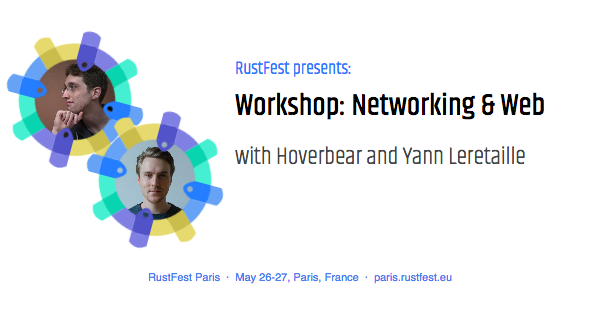 RustFest presents:
Workshop: Networking & Web
with Hoverbear and Yann Leretaille
RustFest Paris · May 26-27, Paris, France · paris.rustfest.eu